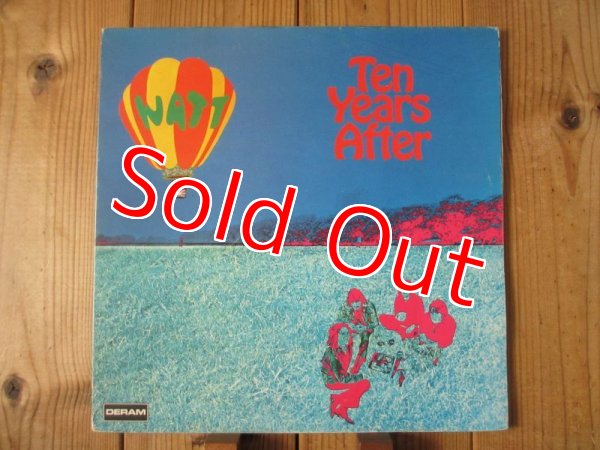 WATT
Ten
Years
After
Sold Out
DERAM